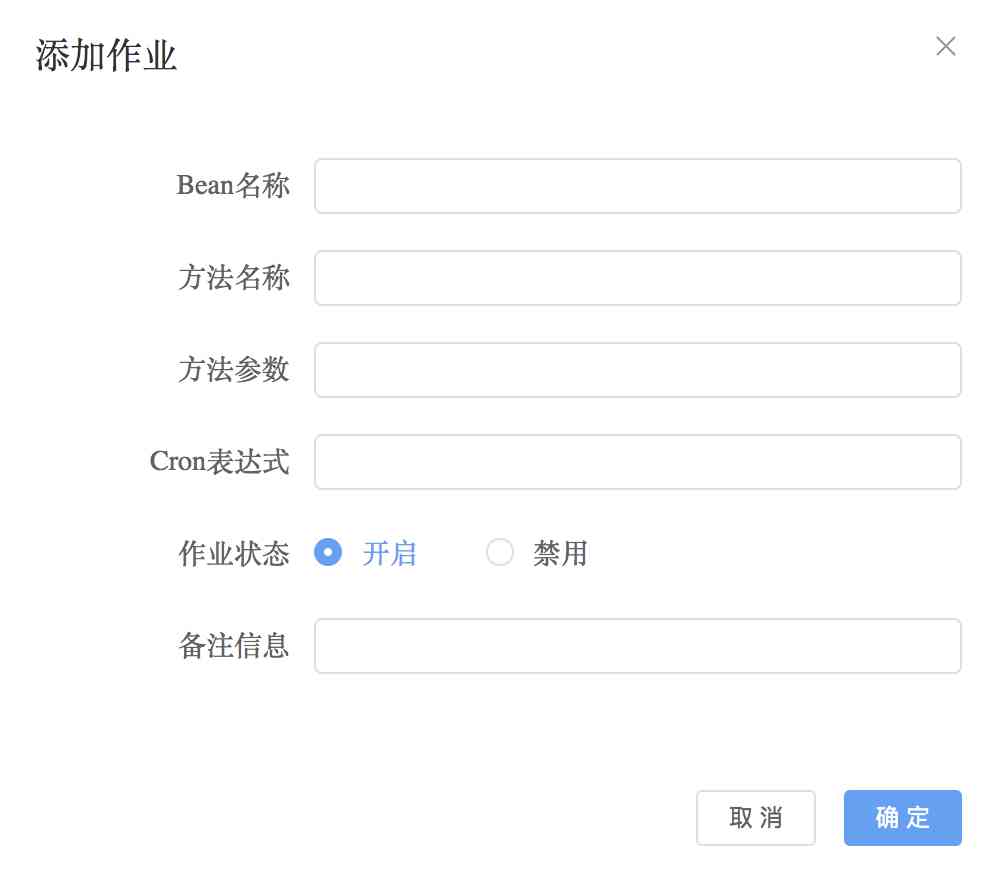 添加作业
Bean名称
方法名称
方法参数
Cron表达式
作业状态 开启 禁用
备注信息
取消 确定